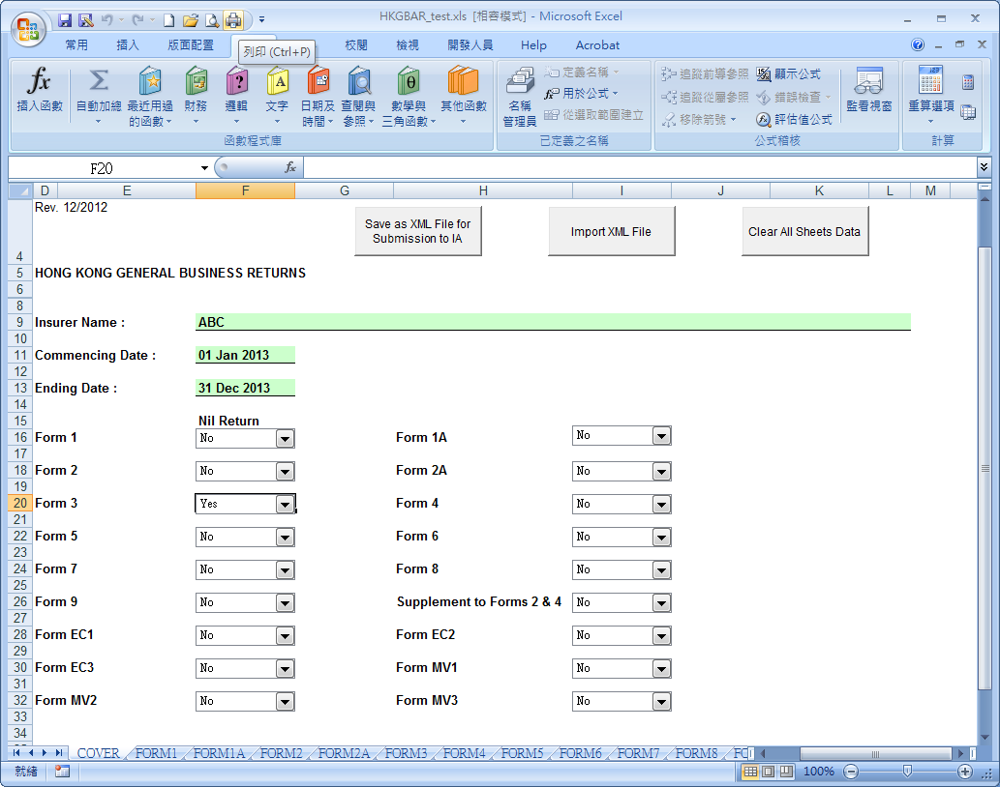 HKGBAR_test.xls [相容模式] - Microsoft Excel
常用 插入 版面配置 校閱 檢視 開發人員 Help Acrobat
列印 (Ctrl+P)
插入函數 自動加總 最近用過的函數 財務 邏輯 文字 日期及時間 查閱與參照 數學與三角函數 其他函數
函數程式庫
名稱管理員 定義名稱 用於公式 從選取範圍建立
已定義之名稱
追蹤前導參照 顯示公式
追蹤從屬參照 錯誤檢查
移除箭號 評估值公式
監看視窗
公式稽核
重算選項
計算
F20 fx
D E F G H I J K L M
Rev. 12/2012
Save as XML File for
Submission to IA
Import XML File
Clear All Sheets Data
4
5 HONG KONG GENERAL BUSINESS RETURNS
6
8
9 Insurer Name : ABC
10
11 Commencing Date : 01 Jan 2013
12
13 Ending Date : 31 Dec 2013
14
15 Nil Return
16 Form 1 No Form 1A No
17
18 Form 2 No Form 2A No
19
20 Form 3 Yes Form 4 No
21
22 Form 5 No Form 6 No
23
24 Form 7 No Form 8 No
25
26 Form 9 No Supplement to Forms 2 & 4 No
27
28 Form EC1 No Form EC2 No
29
30 Form EC3 No Form MV1 No
31
32 Form MV2 No Form MV3 No
33
34
COVER FORM1 FORM1A FORM2 FORM2A FORM3 FORM4 FORM5 FORM6 FORM7 FORM8
就緒 100%